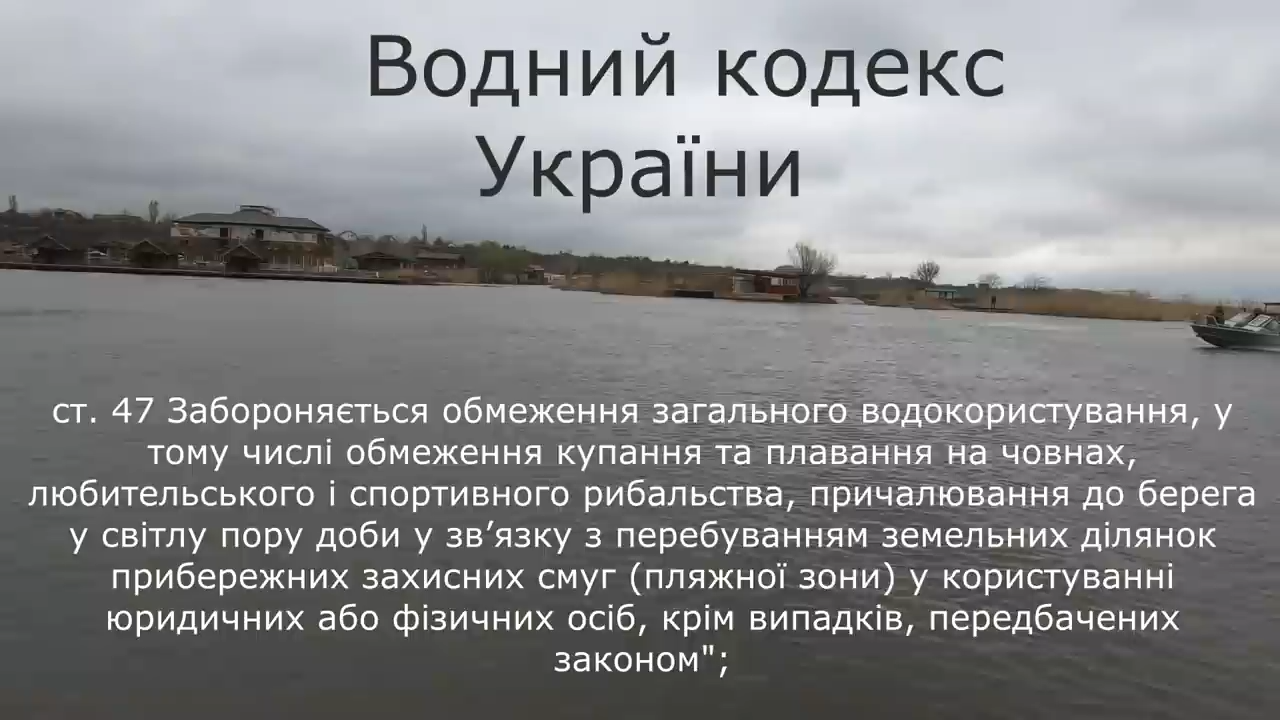 Водний кодекс
України
ст. 47 Забороняється обмеження загального водокористування, у
тому числі обмеження купання та плавання на човнах,
любительського і спортивного рибальства, причалювання до берега
у світлу пору доби у зв’язку з перебуванням земельних ділянок
прибережних захисних смуг (пляжної зони) у користуванні
юридичних або фізичних осіб, крім випадків, передбачених
законом";